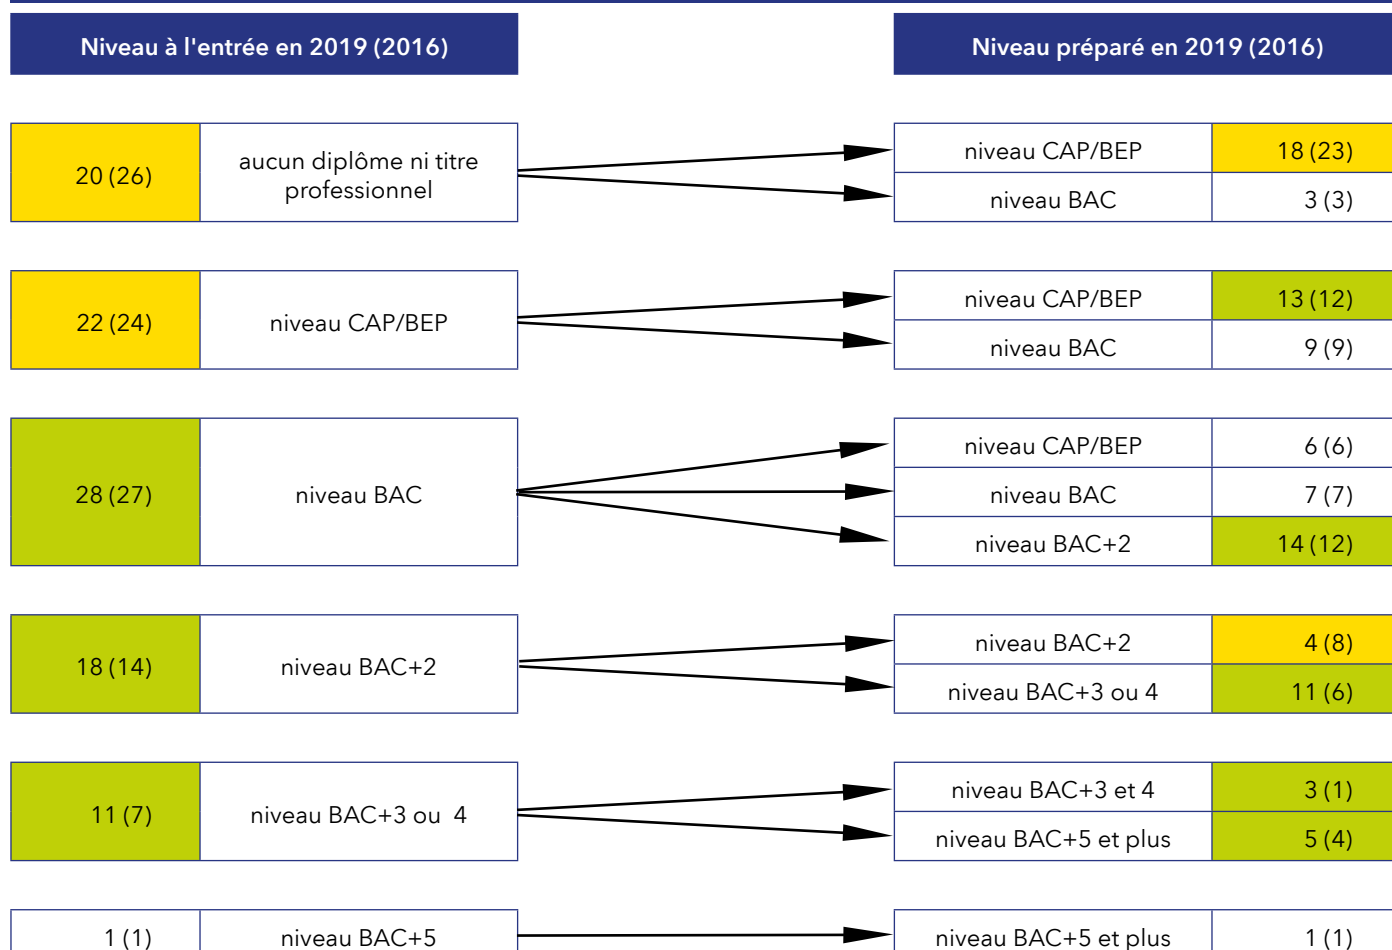 Niveau à l'entrée en 2019 (2016)
Niveau préparé en 2019 (2016)
20 (26)
aucun diplôme ni titre
professionnel
niveau CAP/BEP
18 (23)
niveau BAC
3 (3)
22 (24)
niveau CAP/BEP
niveau CAP/BEP
13 (12)
niveau BAC
9 (9)
28 (27)
niveau BAC
niveau CAP/BEP
6 (6)
niveau BAC
7 (7)
niveau BAC+2
14 (12)
18 (14)
niveau BAC+2
niveau BAC+2
4 (8)
niveau BAC+3 ou 4
11 (6)
11 (7)
niveau BAC+3 ou 4
niveau BAC+3 et 4
3 (1)
niveau BAC+5 et plus
5 (4)
1 (1)
niveau BAC+5
niveau BAC+5 et plus
1 (1)